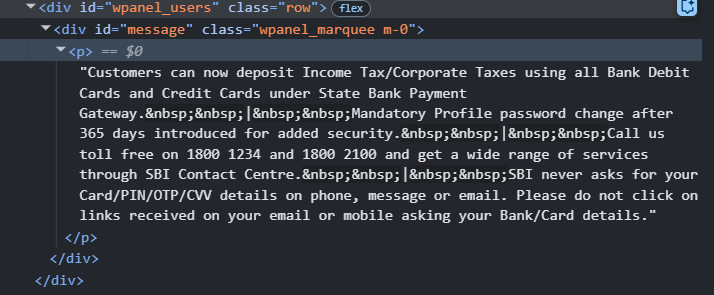 <div id="wpanel_users" class="row"> flex
<div id="message" class="wpanel_marquee m-0">
<p> == $0
"Customers can now deposit Income Tax/Corporate Taxes using all Bank Debit
Cards and Credit Cards under State Bank Payment
Gateway.&nbsp;&nbsp;|&nbsp;&nbsp;Mandatory Profile password change after
365 days introduced for added security.&nbsp;&nbsp;|&nbsp;&nbsp;Call us
toll free on 1800 1234 and 1800 2100 and get a wide range of services
through SBI Contact Centre.&nbsp;&nbsp;|&nbsp;&nbsp;SBI never asks for your
Card/PIN/OTP/CVV details on phone, message or email. Please do not click on
links received on your email or mobile asking your Bank/Card details."
</p>
</div>
</div>